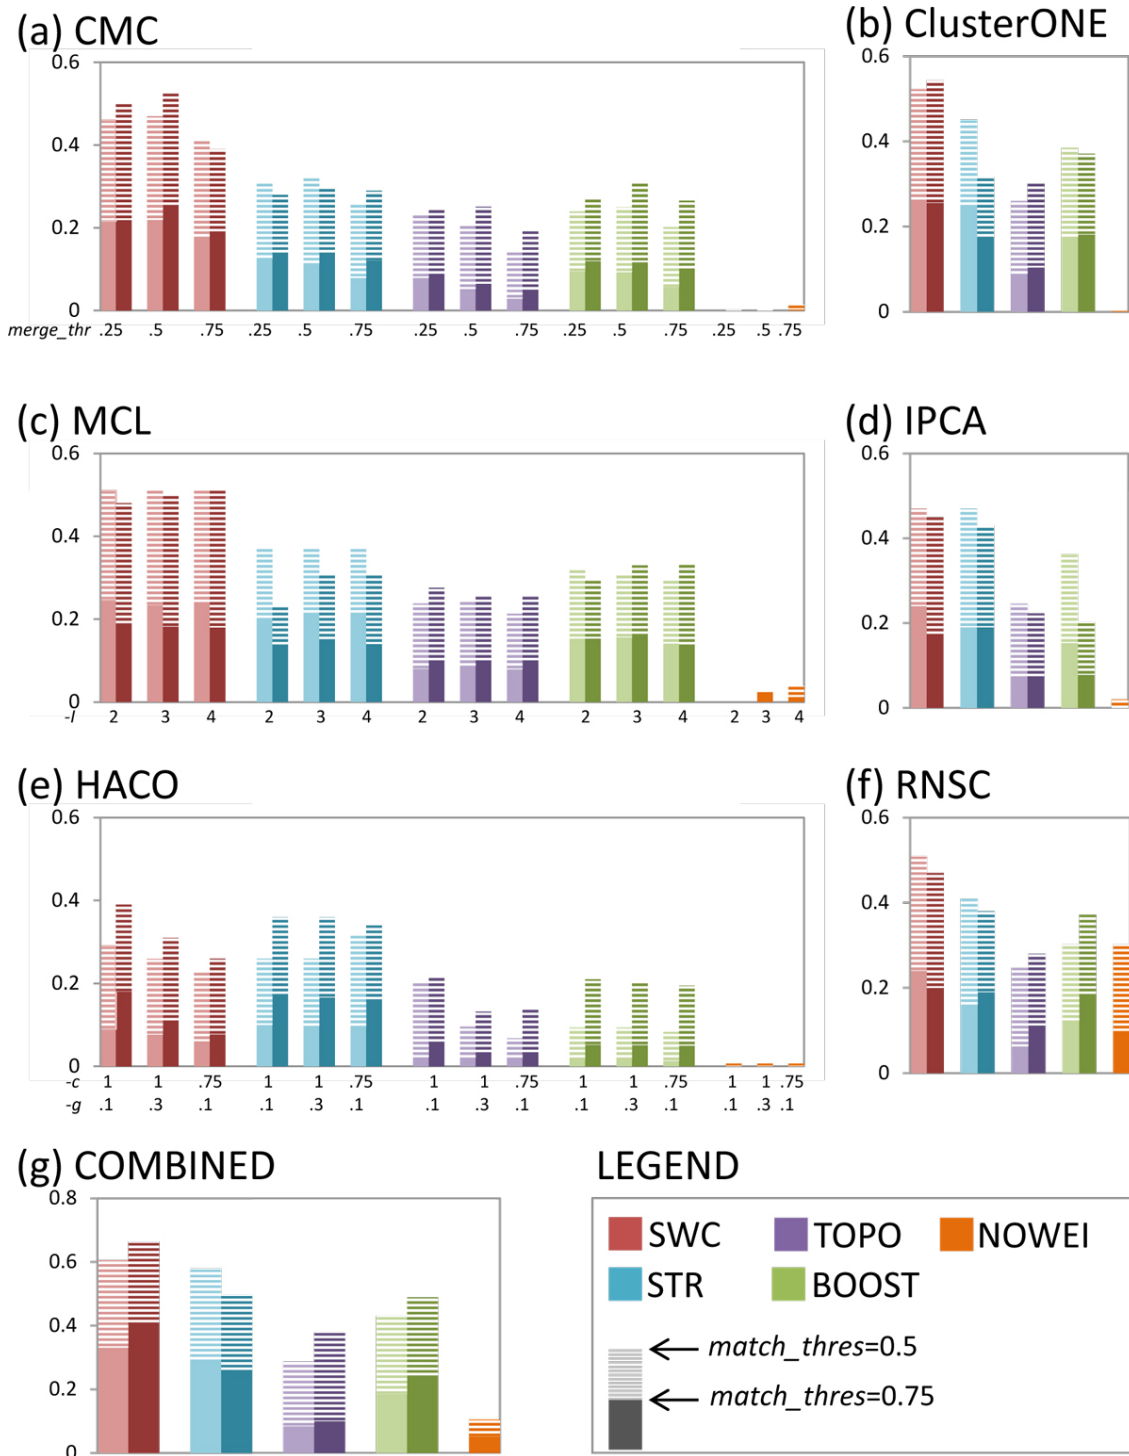 (a) CMC
0.6
0.4
0.2
0
merge_thr .25 .5 .75 .25 .5 .75 .25 .5 .75 .25 .5 .75 .25 .5 .75
(b) ClusterONE
0.6
0.4
0.2
0
(c) MCL
0.6
0.4
0.2
0
-I 2 3 4 2 3 4 2 3 4 2 3 4 2 3 4
(d) IPCA
0.6
0.4
0.2
0
(e) HACO
0.6
0.4
0.2
0
-c 1 1 .75 1 1 .75 1 1 .75 1 1 .75 1 1 .75
-g .1 .3 .1 .1 .3 .1 .1 .3 .1 .1 .3 .1 .1 .3 .1
(f) RNSC
0.6
0.4
0.2
0
(g) COMBINED
0.8
0.6
0.4
0.2
0
LEGEND
SWC TOPO NOWEI
STR BOOST
match_thres=0.5
match_thres=0.75